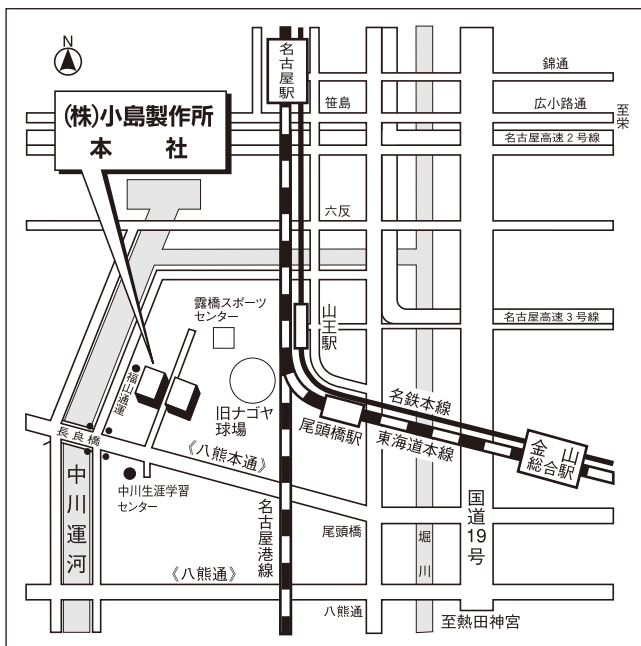 N
名古屋駅
錦通
笹島
広小路通
至栄
(株)小島製作所
本社
名古屋高速2号線
六反
露橋スポーツ
センター
山王駅
名古屋高速3号線
福山通運
旧ナゴヤ
球場
名鉄本線
尾頭橋駅
東海道本線
金山
総合駅
長良橋
《八熊本通》
中川生涯学習
センター
中川運河
名古屋港線
尾頭橋
堀川
国道19号
《八熊通》
八熊通
至熱田神宮